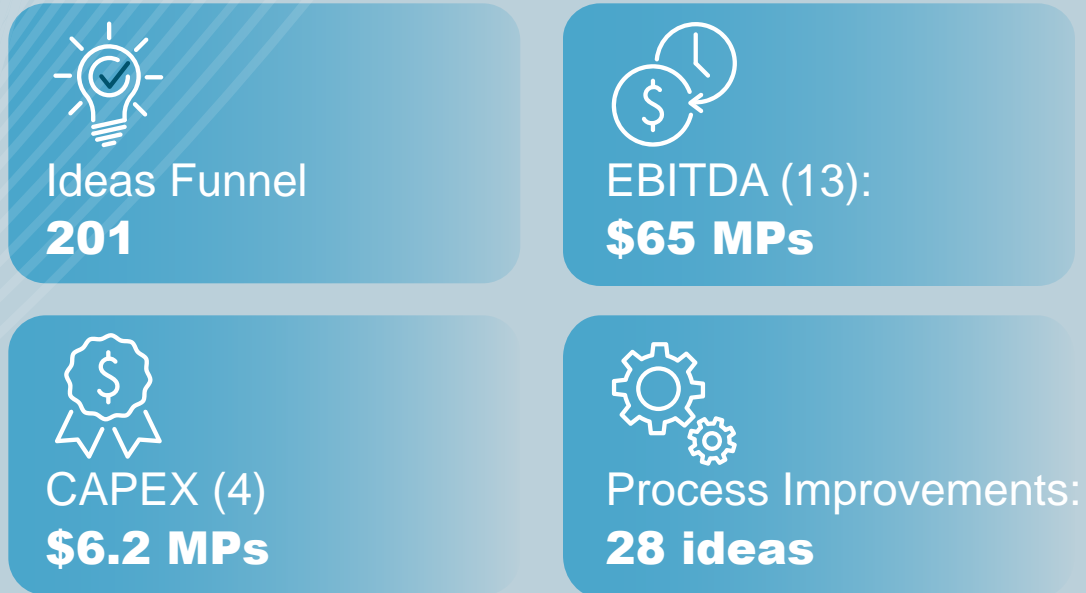 Ideas Funnel
201
EBITDA (13):
$65 MPs
CAPEX (4)
$6.2 MPs
Process Improvements:
28 ideas